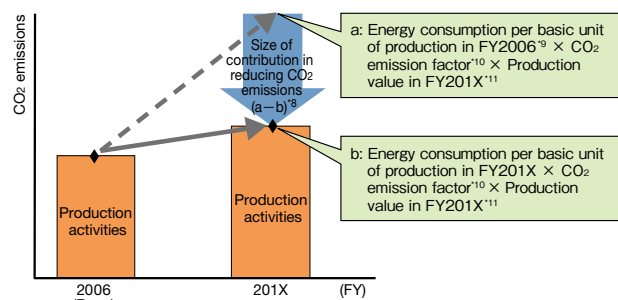 CO₂ emissions
Size of
contribution in
reducing CO₂
emissions
(a−b)*8
a: Energy consumption per basic unit
of production in FY2006*9 × CO₂
emission factor*10 × Production
value in FY201X*11
b: Energy consumption per basic unit
of production in FY201X × CO₂
emission factor*10 × Production
value in FY201X*11
Production
activities
Production
activities
2006
201X
(FY)